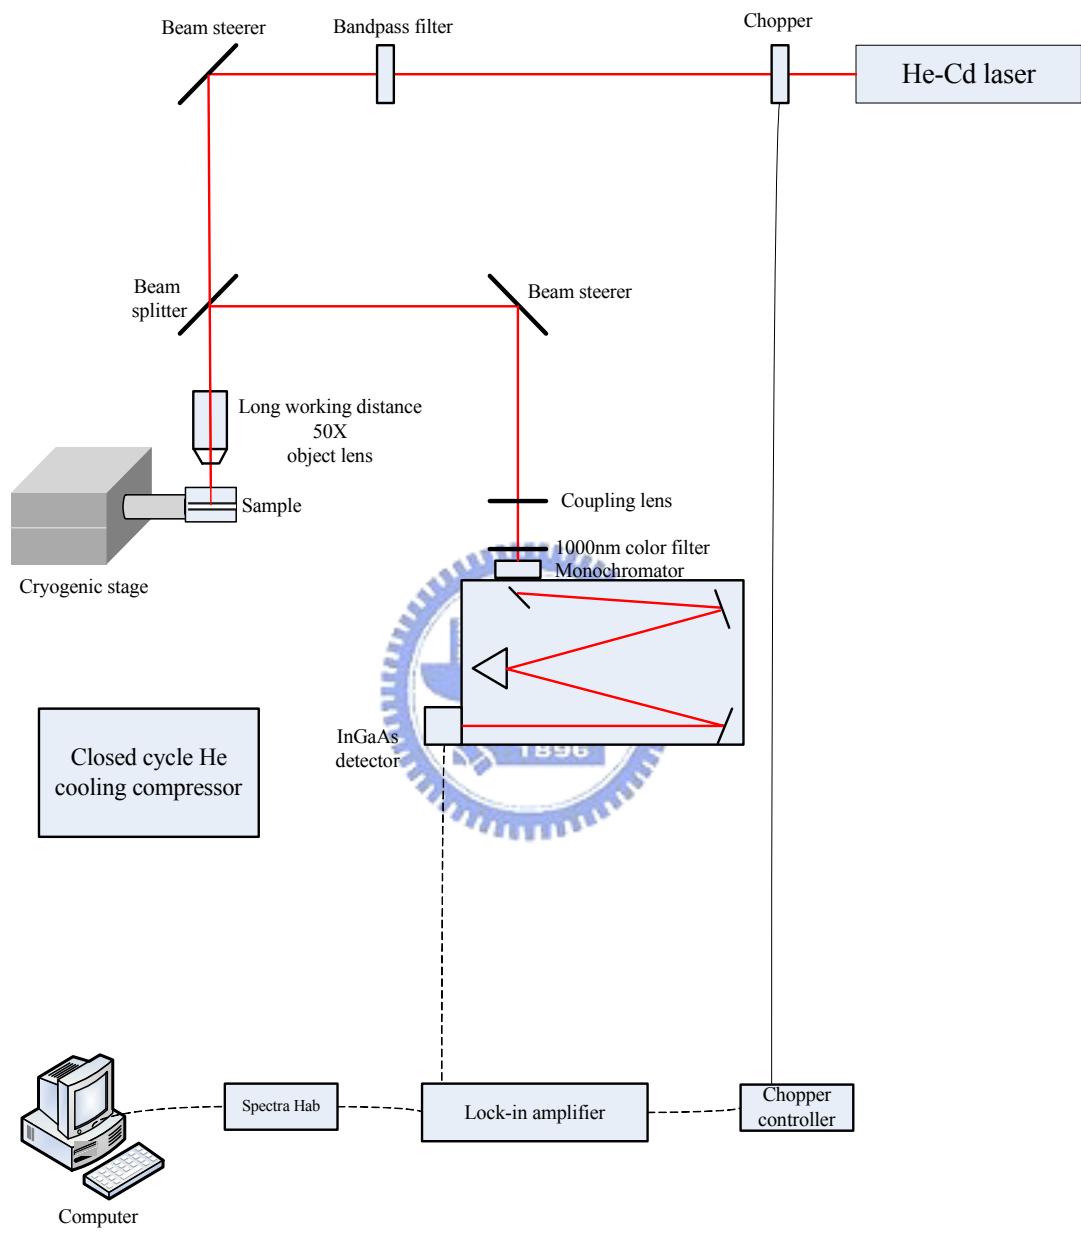 Chopper
Beam steerer
Bandpass filter
He-Cd laser
Beam
splitter
Beam steerer
Long working distance
50X
object lens
Coupling lens
Sample
1000nm color filter
Monochromator
Cryogenic stage
InGaAs
detector
1896
Closed cycle He
cooling compressor
Spectra Hab
Lock-in amplifier
Chopper
controller
Computer